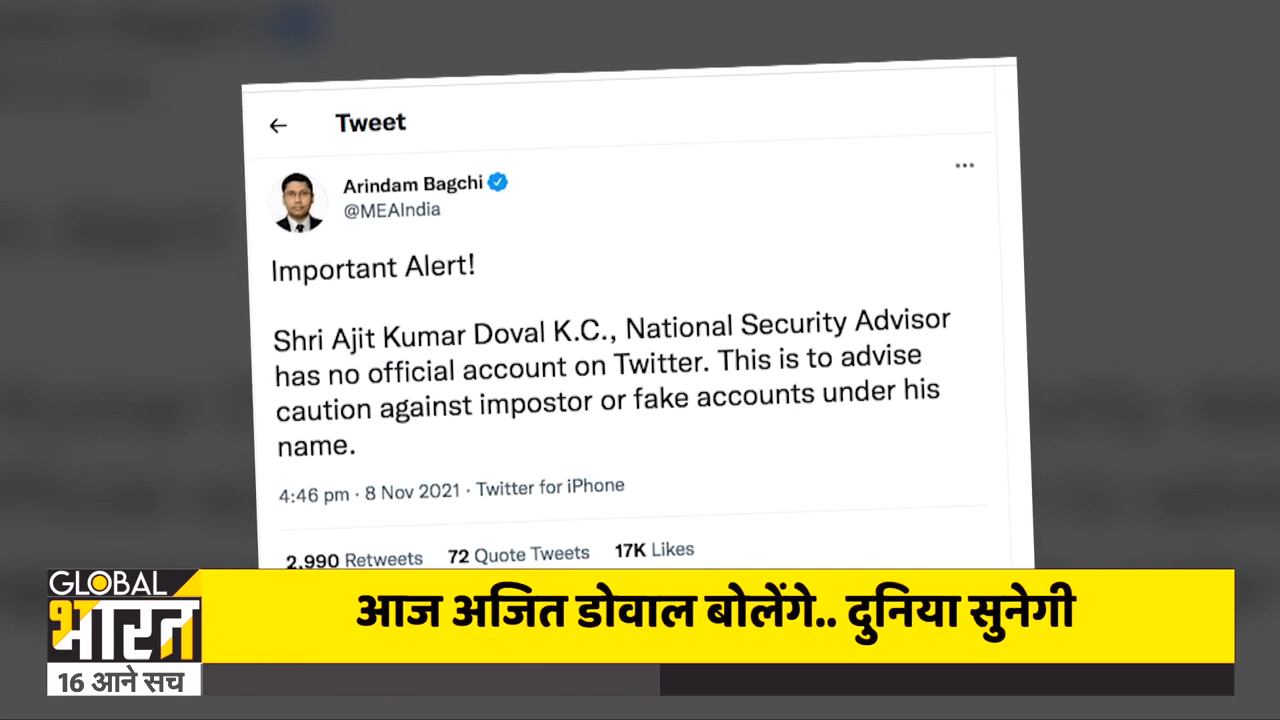 Tweet
Arindam Bagchi
@MEAIndia
Important Alert!
Shri Ajit Kumar Doval K.C., National Security Advisor
has no official account on Twitter. This is to advise
caution against impostor or fake accounts under his
name.
4:46 pm · 8 Nov 2021 · Twitter for iPhone
2,990 Retweets 72 Quote Tweets 17K Likes
GLOBAL
भारत
16 आने सच
आज अजित डोवाल बोलेंगे.. दुनिया सुनेगी